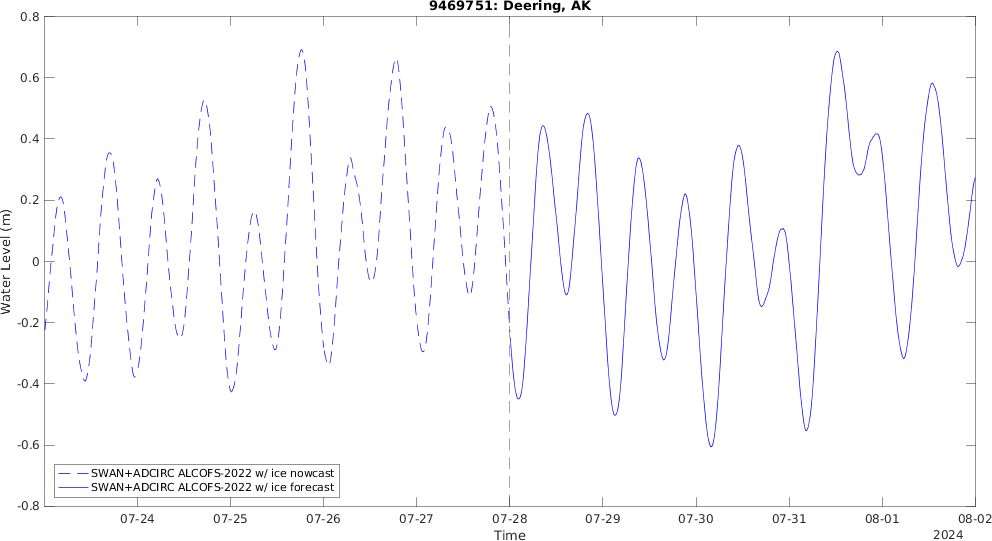 9469751: Deering, AK
0.8
0.6
0.4
0.2
0
-0.2
-0.4
-0.6
-0.8
Water Level (m)
SWAN+ADCIRC ALCOFS-2022 w/ ice nowcast
SWAN+ADCIRC ALCOFS-2022 w/ ice forecast
07-24 07-25 07-26 07-27 07-28 07-29 07-30 07-31 08-01 08-02
Time
2024